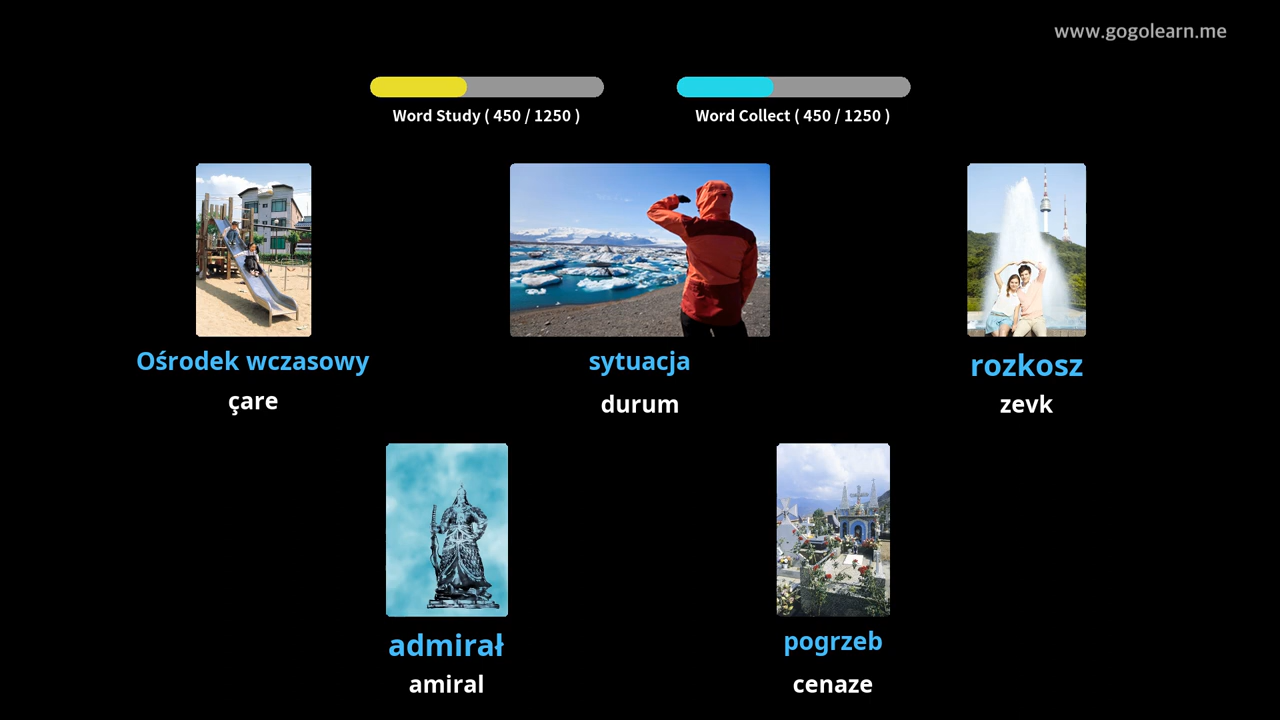 www.gogolearn.me
Word Study ( 450 / 1250 )
Word Collect ( 450 / 1250 )
Ośrodek wczasowy
çare
sytuacja
durum
rozkosz
zevk
admirał
amiral
pogrzeb
cenaze